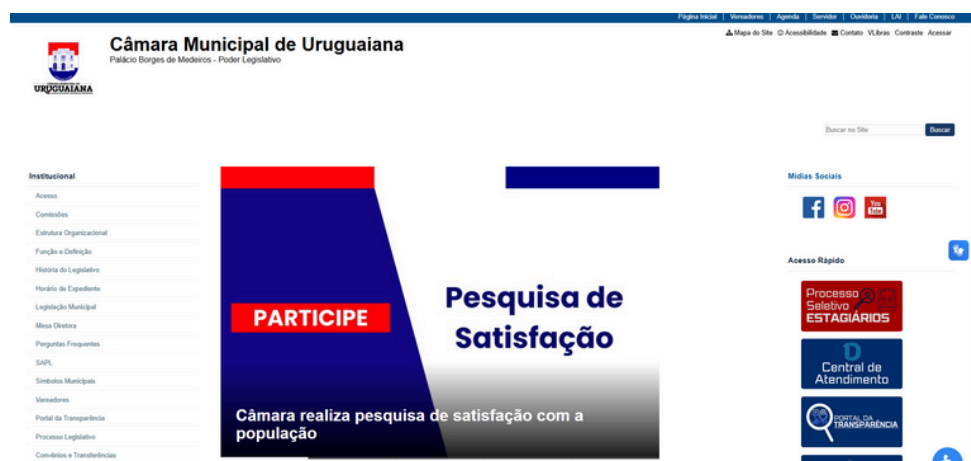 Página Inicial | Vereadores | Agenda | Servidor | Ouvidoria | LAI | Fale Conosco
Mapa do Site Acessibilidade Contato VLibras Contraste Acessar
Câmara Municipal de Uruguaiana
Palácio Borges de Medeiros - Poder Legislativo
URUGUAIANA
Buscar no Site Buscar
Institucional
Acesso
Comissões
Estrutura Organizacional
Função e Definição
História do Legislativo
Horário de Expediente
Legislação Municipal
Mesa Diretora
Perguntas Frequentes
SAPL
Símbolos Municipais
Vereadores
Portal da Transparência
Processo Legislativo
Convênios e Transferências
PARTICIPE
Pesquisa de
Satisfação
Câmara realiza pesquisa de satisfação com a
população
Mídias Sociais
You
Tube
Acesso Rápido
Processo
Seletivo
ESTAGIÁRIOS
Central de
Atendimento
PORTAL DA
TRANSPARÊNCIA